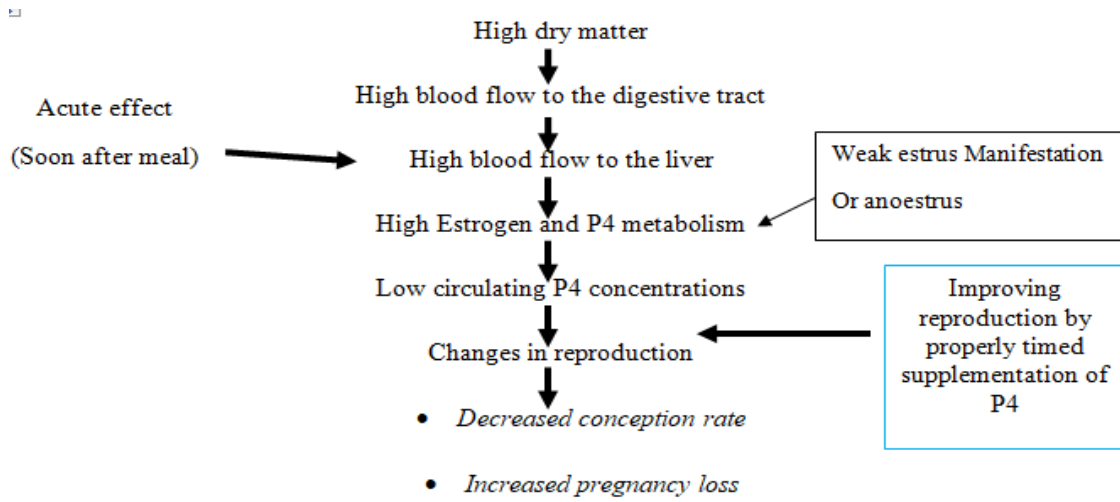 High dry matter
High blood flow to the digestive tract
Acute effect
(Soon after meal)
High blood flow to the liver
Weak estrus Manifestation
Or anoestrus
High Estrogen and P4 metabolism
Low circulating P4 concentrations
Improving
reproduction by
properly timed
supplementation of
P4
Changes in reproduction
• Decreased conception rate
• Increased pregnancy loss